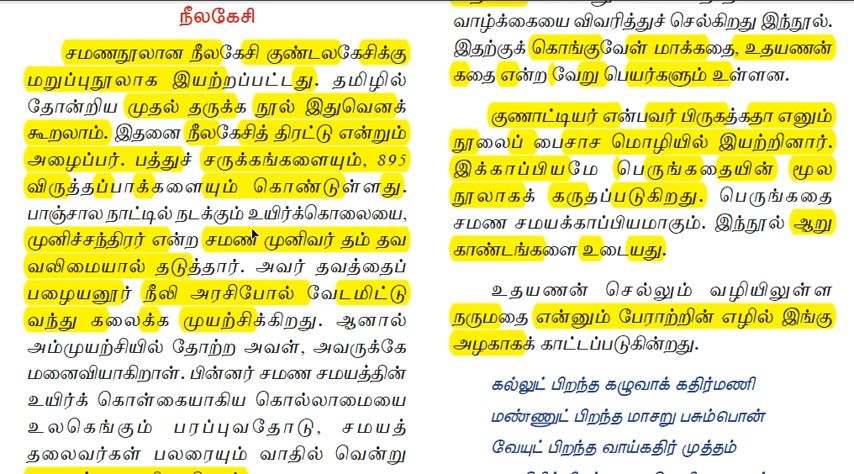 நீலகேசி
சமணநூலான நீலகேசி குண்டலகேசிக்கு
மறுப்புநூலாக இயற்றப்பட்டது. தமிழில்
தோன்றிய முதல் தருக்க நூல் இதுவெனக்
கூறலாம். இதனை நீலகேசித் திரட்டு என்றும்
அழைப்பர். பத்துச் சருக்கங்களையும், 895
விருத்தப்பாக்களையும் கொண்டுள்ளது.
பாஞ்சால நாட்டில் நடக்கும் உயிர்க்கொலையை,
முனிச்சந்திரர் என்ற சமண முனிவர் தம் தவ
வலிமையால் தடுத்தார். அவர் தவத்தைப்
பழையனூர் நீலி அரசிபோல் வேடமிட்டு
வந்து கலைக்க முயற்சிக்கிறது. ஆனால்
அம்முயற்சியில் தோற்ற அவள், அவருக்கே
மனைவியாகிறாள். பின்னர் சமண சமயத்தின்
உயிர்க் கொள்கையாகிய கொல்லாமையை
உலகெங்கும் பரப்புவதோடு, சமயத்
தலைவர்கள் பலரையும் வாதில் வென்று
வாழ்க்கையை விவரித்துச் செல்கிறது இந்நூல்.
இதற்குக் கொங்குவேள் மாக்கதை, உதயணன்
கதை என்ற வேறு பெயர்களும் உள்ளன.
குணாட்டியர் என்பவர் பிருகத்கதா எனும்
நூலைப் பைசாச மொழியில் இயற்றினார்.
இக்காப்பியமே பெருங்கதையின் மூல
நூலாகக் கருதப்படுகிறது. பெருங்கதை
சமண சமயக்காப்பியமாகும். இந்நூல் ஆறு
காண்டங்களை உடையது.
உதயணன் செல்லும் வழியிலுள்ள
நருமதை என்னும் பேராற்றின் எழில் இங்கு
அழகாகக் காட்டப்படுகின்றது.
கல்லுட் பிறந்த கழுவாக் கதிர்மணி
மண்ணுட் பிறந்த மாசறு பசும்பொன்
வேயுட் பிறந்த வாய்கதிர் முத்தம்